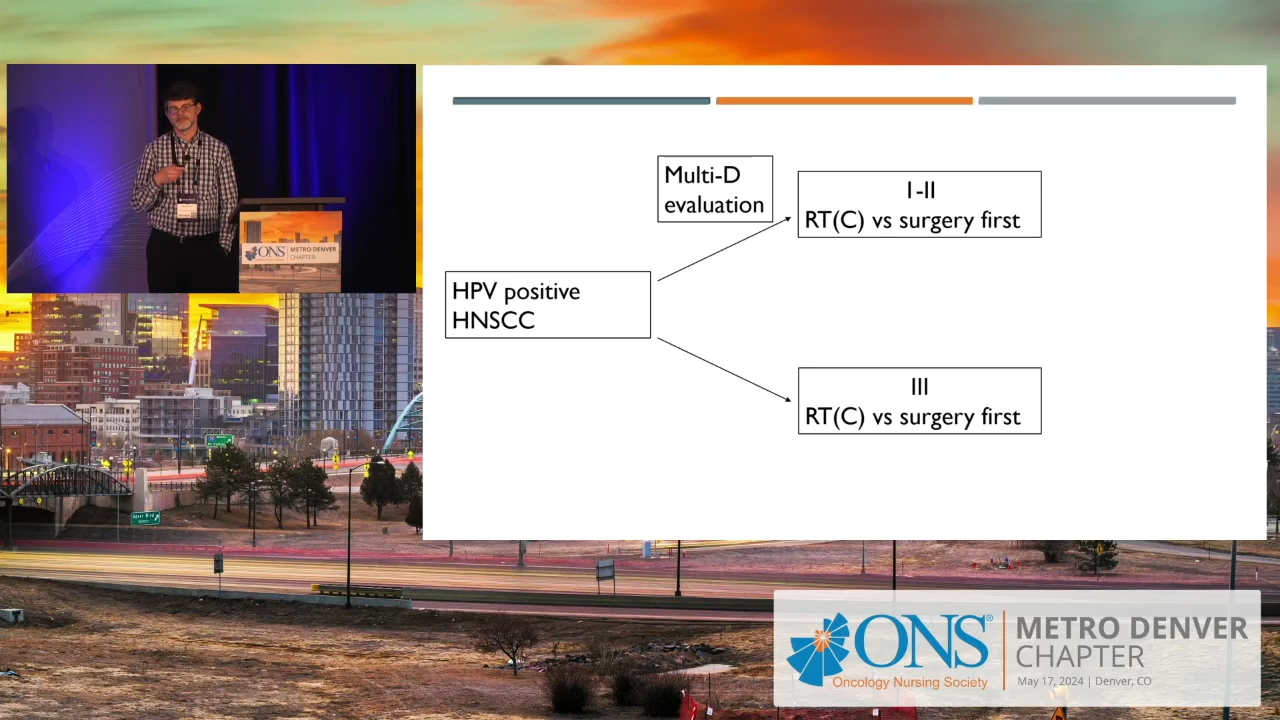 Multi-D
evaluation
1-II
RT(C) vs surgery first
HPV positive
HNSCC
III
RT(C) vs surgery first
ONS
METRO DENVER
CHAPTER
ONS®
Oncology Nursing Society
METRO DENVER
CHAPTER
May 17, 2024 | Denver, CO